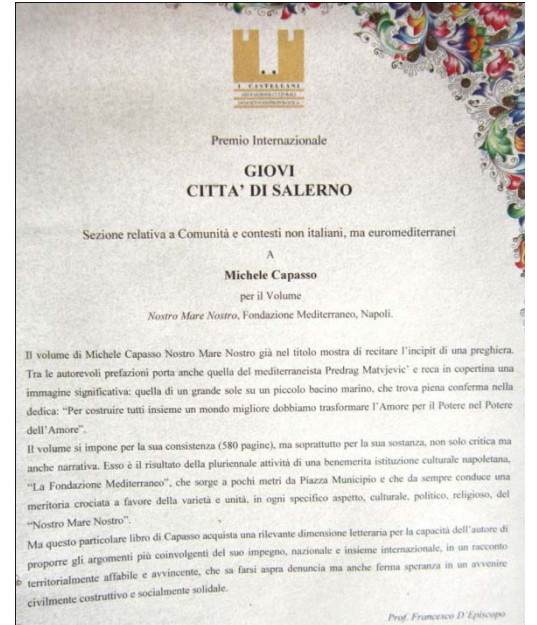 I CASTELLANI
Premio Internazionale
GIOVI
CITTA' DI SALERNO
Sezione relativa a Comunità e contesti non italiani, ma euromediterranei
A
Michele Capasso
per il Volume
Nostro Mare Nostro, Fondazione Mediterraneo, Napoli.
Il volume di Michele Capasso Nostro Mare Nostro già nel titolo mostra di recitare l'incipit di una preghiera.
Tra le autorevoli prefazioni porta anche quella del mediterraneista Predrag Matvjevic' e reca in copertina una
immagine significativa: quella di un grande sole su un piccolo bacino marino, che trova piena conferma nella
dedica: "Per costruire tutti insieme un mondo migliore dobbiamo trasformare l'Amore per il Potere nel Potere
dell'Amore".
Il volume si impone per la sua consistenza (580 pagine), ma soprattutto per la sua sostanza, non solo critica ma
anche narrativa. Esso è il risultato della pluriennale attività di una benemerita istituzione culturale napoletana,
"La Fondazione Mediterraneo", che sorge a pochi metri da Piazza Municipio e che da sempre conduce una
meritoria crociata a favore della varietà e unità, in ogni specifico aspetto, culturale, politico, religioso, del
"Nostro Mare Nostro".
Ma questo particolare libro di Capasso acquista una rilevante dimensione letteraria per la capacità dell'autore di
proporre gli argomenti più coinvolgenti del suo impegno, nazionale e insieme internazionale, in un racconto
territorialmente affabile e avvincente, che sa farsi aspra denuncia ma anche ferma speranza in un avvenire
civilmente costruttivo e socialmente solidale.
Prof. Francesco D'Episcopo